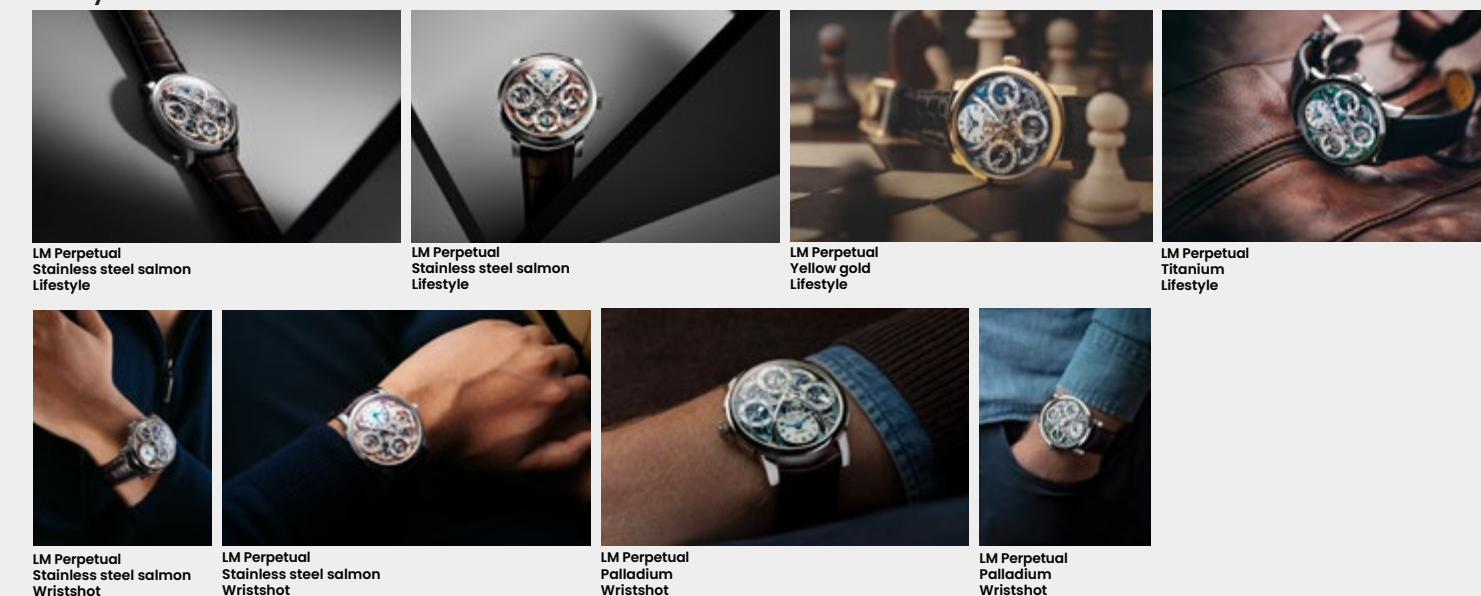 LM Perpetual
Stainless steel salmon
Lifestyle
LM Perpetual
Stainless steel salmon
Lifestyle
LM Perpetual
Yellow gold
Lifestyle
LM Perpetual
Titanium
Lifestyle
LM Perpetual
Stainless steel salmon
Wristshot
LM Perpetual
Stainless steel salmon
Wristshot
LM Perpetual
Palladium
Wristshot
LM Perpetual
Palladium
Wristshot